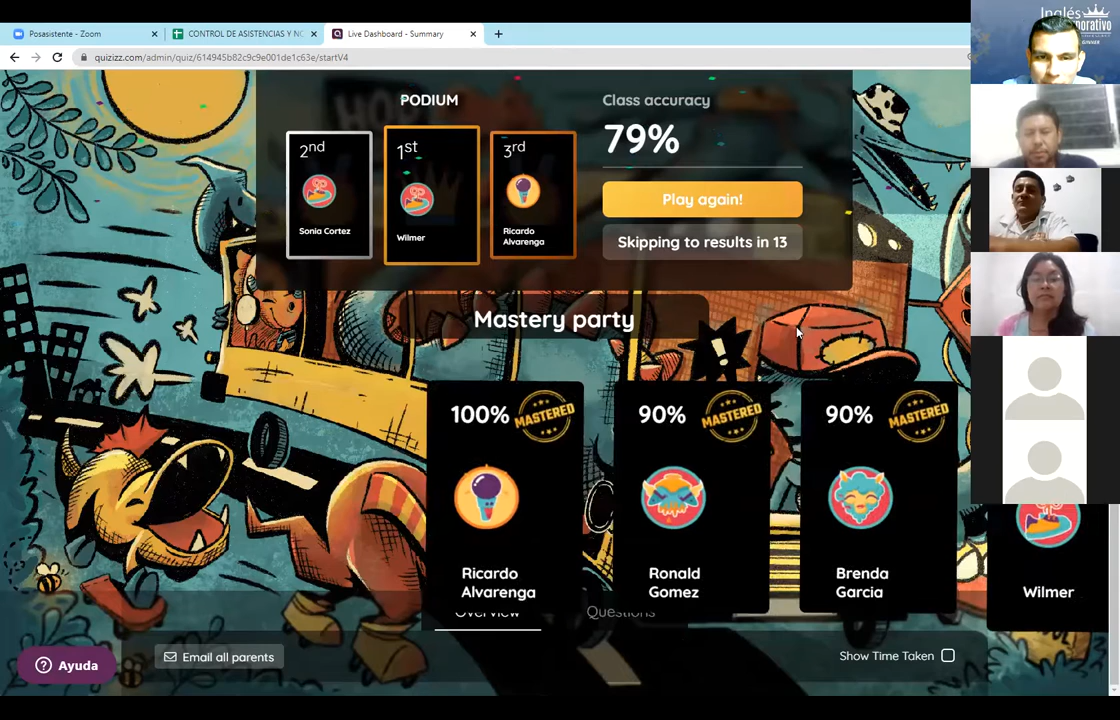 Posasistente - Zoom
CONTROL DE ASISTENCIAS Y NO
Live Dashboard - Summary
quizizz.com/admin/quiz/614945b82c9c9e001de1c63e/startV4
Inglés
orporativo
PODIUM
2nd
Sonia Cortez
1st
Wilmer
3rd
Ricardo
Alvarenga
Class accuracy
79%
Play again!
Skipping to results in 13
Mastery party
100%
MASTERED
Ricardo
Alvarenga
90%
MASTERED
Ronald
Gomez
90%
MASTERED
Brenda
Garcia
Wilmer
Overview
Questions
Ayuda
Email all parents
Show Time Taken